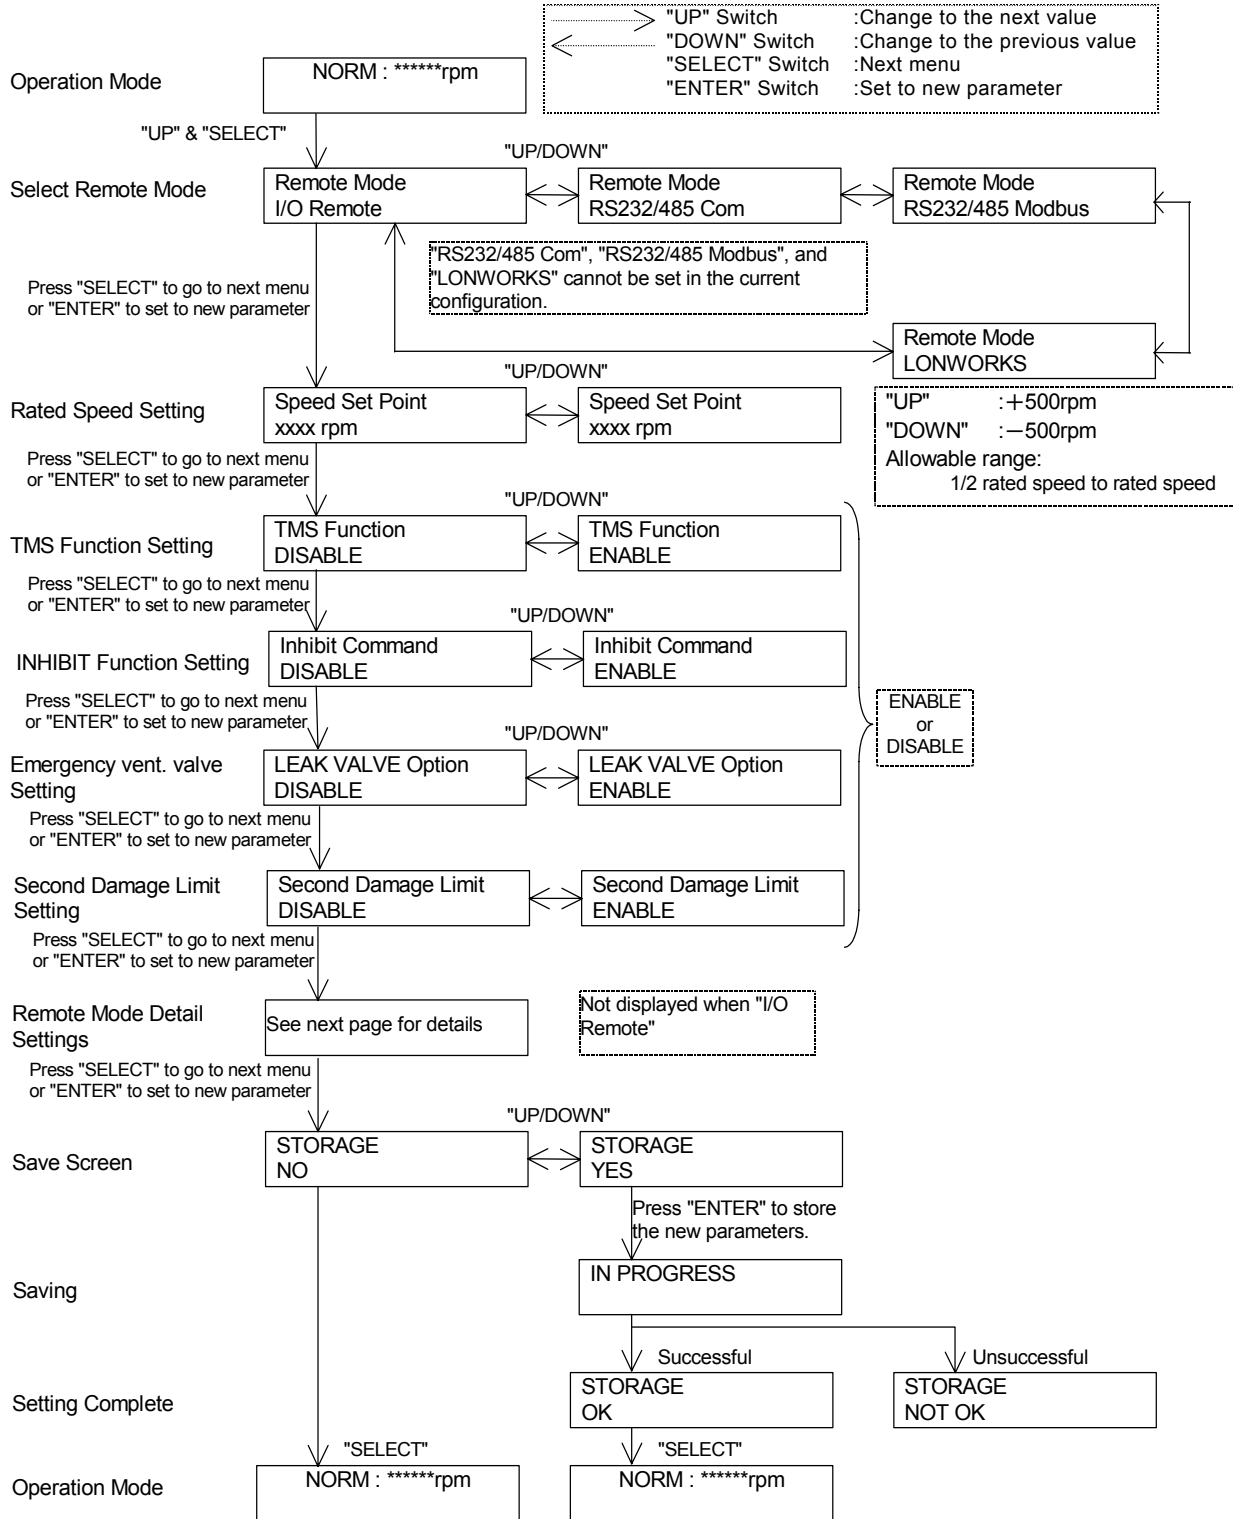 "UP" Switch :Change to the next value
"DOWN" Switch :Change to the previous value
"SELECT" Switch :Next menu
"ENTER" Switch :Set to new parameter
Operation Mode
NORM : ******rpm
"UP" & "SELECT"
"UP/DOWN"
Select Remote Mode
Remote Mode
I/O Remote
Remote Mode
RS232/485 Com
Remote Mode
RS232/485 Modbus
"RS232/485 Com", "RS232/485 Modbus", and
"LONWORKS" cannot be set in the current
configuration.
Press "SELECT" to go to next menu
or "ENTER" to set to new parameter
Remote Mode
LONWORKS
"UP/DOWN"
Rated Speed Setting
Speed Set Point
xxxx rpm
Speed Set Point
xxxx rpm
"UP" :+500rpm
"DOWN" :−500rpm
Allowable range:
1/2 rated speed to rated speed
Press "SELECT" to go to next menu
or "ENTER" to set to new parameter
"UP/DOWN"
TMS Function Setting
TMS Function
DISABLE
TMS Function
ENABLE
Press "SELECT" to go to next menu
or "ENTER" to set to new parameter
"UP/DOWN"
INHIBIT Function Setting
Inhibit Command
DISABLE
Inhibit Command
ENABLE
ENABLE
or
DISABLE
Press "SELECT" to go to next menu
or "ENTER" to set to new parameter
"UP/DOWN"
Emergency vent. valve
Setting
LEAK VALVE Option
DISABLE
LEAK VALVE Option
ENABLE
Press "SELECT" to go to next menu
or "ENTER" to set to new parameter
Second Damage Limit
Setting
Second Damage Limit
DISABLE
Second Damage Limit
ENABLE
Press "SELECT" to go to next menu
or "ENTER" to set to new parameter
Remote Mode Detail
Settings
See next page for details
Not displayed when "I/O
Remote"
Press "SELECT" to go to next menu
or "ENTER" to set to new parameter
"UP/DOWN"
Save Screen
STORAGE
NO
STORAGE
YES
Press "ENTER" to store
the new parameters.
Saving
IN PROGRESS
Successful
Unsuccessful
Setting Complete
STORAGE
OK
STORAGE
NOT OK
"SELECT"
"SELECT"
Operation Mode
NORM : ******rpm
NORM : ******rpm